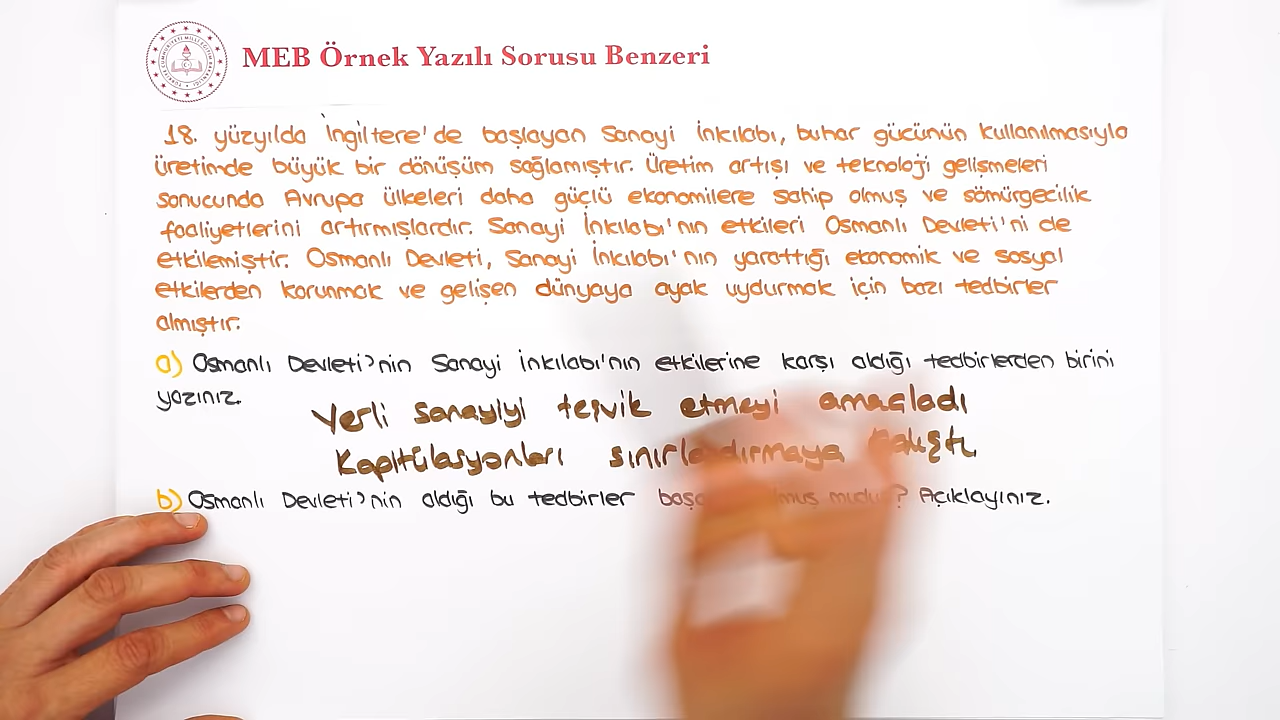 MEB Örnek Yazılı Sorusu Benzeri
18. yüzyılda İngiltere'de başlayan Sanayi İnkılabı, buhar gücünün kullanılmasıyla
üretimde büyük bir dönüşüm sağlamıştır. Üretim artışı ve teknoloji gelişmeleri
sonucunda Avrupa ülkeleri daha güçlü ekonomilere sahip olmuş ve sömürgecilik
faaliyetlerini artırmışlardır. Sanayi İnkılabı'nın etkileri Osmanlı Devleti'ni de
etkilemiştir. Osmanlı Devleti, Sanayi İnkılabı'nın yarattığı ekonomik ve sosyal
etkilerden korunmak ve gelişen dünyaya ayak uydurmak için bazı tedbirler
almıştır.
a) Osmanlı Devleti'nin Sanayi İnkılabı'nın etkilerine karşı aldığı tedbirlerden birini
yazınız.
Yerli sanayiyi teşvik etmeyi amaçladı
Kapitülasyonları sınırlandırmaya çalıştı
b) Osmanlı Devleti'nin aldığı bu tedbirler mudur? Açıklayınız.